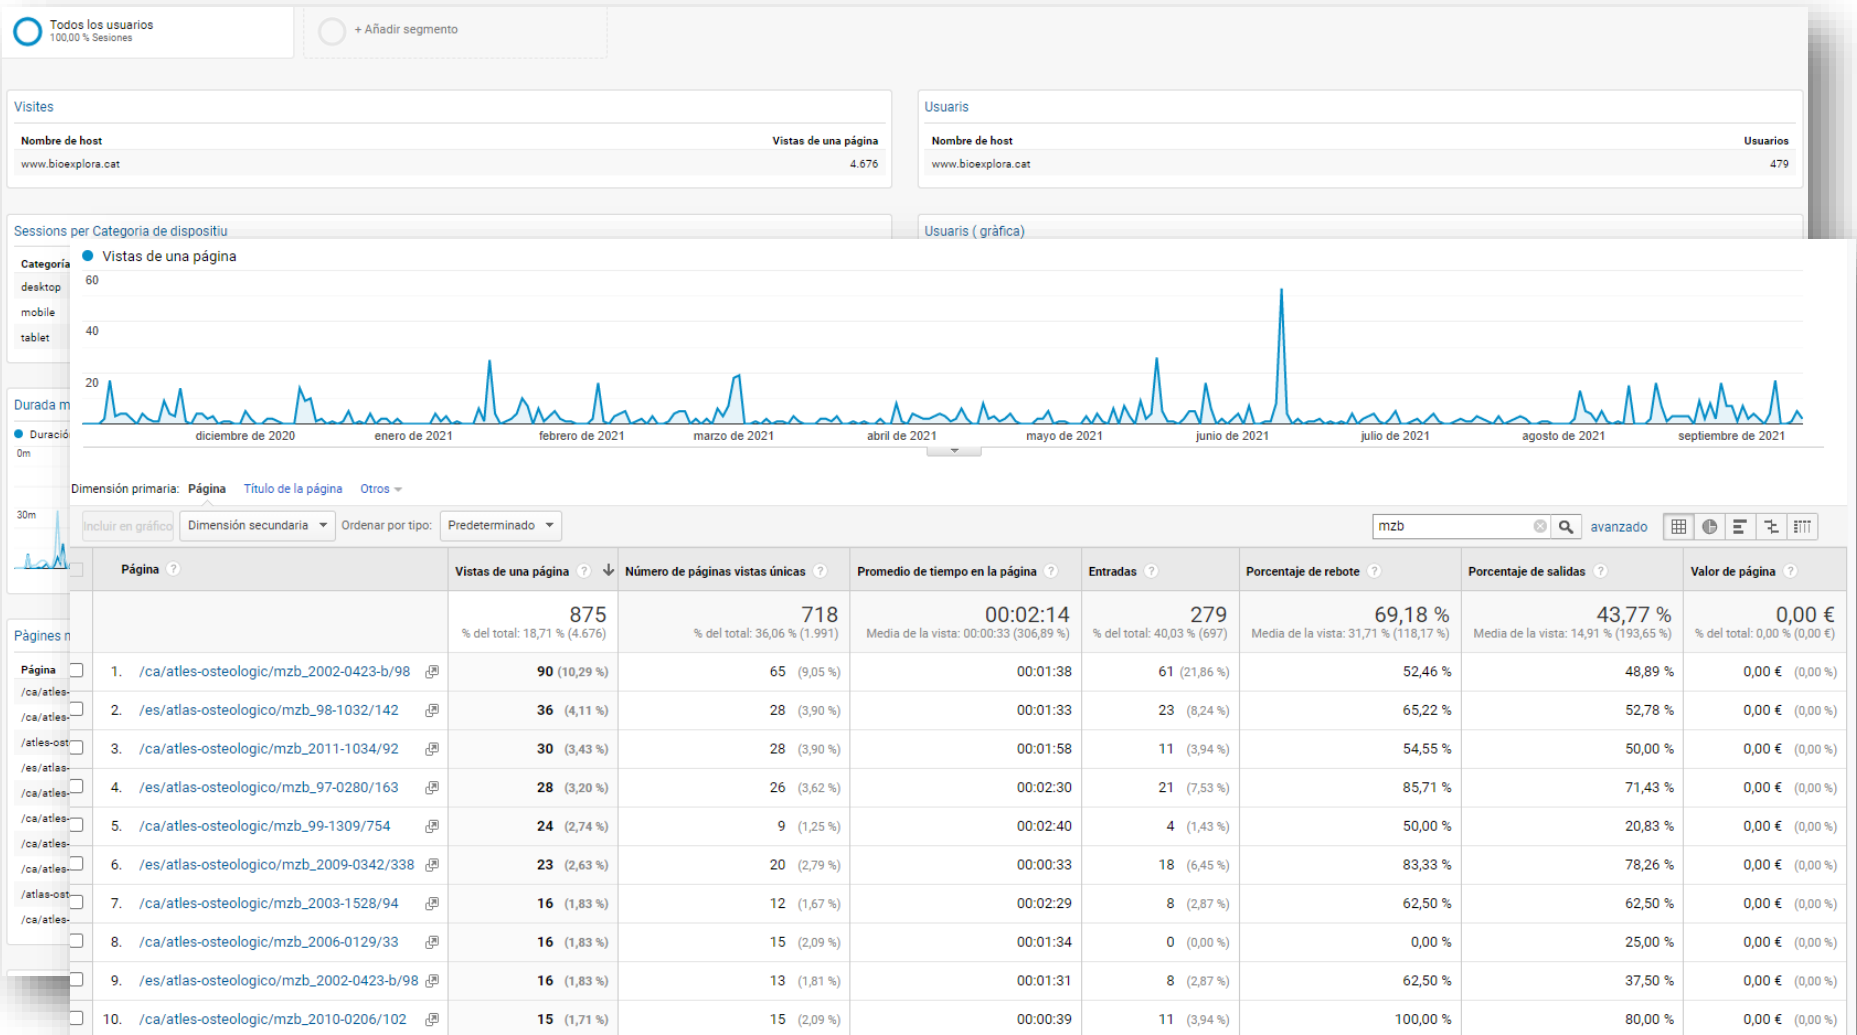 Todos los usuarios
100,00 % Sesiones
+ Añadir segmento
Visites
Nombre de host Vistas de una página
www.bioexplora.cat 4.676
Usuaris
Nombre de host Usuarios
www.bioexplora.cat 479
Sessions per Categoria de dispositiu
Usuaris ( gràfica)
Categoría
desktop
mobile
tablet
Durada m
Duració
0m
30m
Pàgines m
Página
/ca/atles-
/ca/atles-
/atles-ost
/es/atlas-
/ca/atles-
/ca/atles-
/ca/atles-
/ca/atles-
/atlas-ost
/ca/atles-
Vistas de una página
60
40
20
diciembre de 2020 enero de 2021 febrero de 2021 marzo de 2021 abril de 2021 mayo de 2021 junio de 2021 julio de 2021 agosto de 2021 septiembre de 2021
Dimensión primaria: Página Título de la página Otros
Incluir en gráfico Dimensión secundaria Ordenar por tipo: Predeterminado mzb avanzado
Página Vistas de una página Número de páginas vistas únicas Promedio de tiempo en la página Entradas Porcentaje de rebote Porcentaje de salidas Valor de página
875 718 00:02:14 279 69,18 % 43,77 % 0,00 €
% del total: 18,71 % (4.676) % del total: 36,06 % (1.991) Media de la vista: 00:00:33 (306,89 %) % del total: 40,03 % (697) Media de la vista: 31,71 % (118,17 %) Media de la vista: 14,91 % (193,65 %) % del total: 0,00 % (0,00 €)
1. /ca/atles-osteologic/mzb_2002-0423-b/98 90 (10,29 %) 65 (9,05 %) 00:01:38 61 (21,86 %) 52,46 % 48,89 % 0,00 € (0,00 %)
2. /es/atlas-osteologico/mzb_98-1032/142 36 (4,11 %) 28 (3,90 %) 00:01:33 23 (8,24 %) 65,22 % 52,78 % 0,00 € (0,00 %)
3. /ca/atles-osteologic/mzb_2011-1034/92 30 (3,43 %) 28 (3,90 %) 00:01:58 11 (3,94 %) 54,55 % 50,00 % 0,00 € (0,00 %)
4. /es/atlas-osteologico/mzb_97-0280/163 28 (3,20 %) 26 (3,62 %) 00:02:30 21 (7,53 %) 85,71 % 71,43 % 0,00 € (0,00 %)
5. /ca/atles-osteologic/mzb_99-1309/754 24 (2,74 %) 9 (1,25 %) 00:02:40 4 (1,43 %) 50,00 % 20,83 % 0,00 € (0,00 %)
6. /es/atlas-osteologico/mzb_2009-0342/338 23 (2,63 %) 20 (2,79 %) 00:00:33 18 (6,45 %) 83,33 % 78,26 % 0,00 € (0,00 %)
7. /ca/atles-osteologic/mzb_2003-1528/94 16 (1,83 %) 12 (1,67 %) 00:02:29 8 (2,87 %) 62,50 % 62,50 % 0,00 € (0,00 %)
8. /ca/atles-osteologic/mzb_2006-0129/33 16 (1,83 %) 15 (2,09 %) 00:01:34 0 (0,00 %) 0,00 % 25,00 % 0,00 € (0,00 %)
9. /es/atlas-osteologico/mzb_2002-0423-b/98 16 (1,83 %) 13 (1,81 %) 00:01:31 8 (2,87 %) 62,50 % 37,50 % 0,00 € (0,00 %)
10. /ca/atles-osteologic/mzb_2010-0206/102 15 (1,71 %) 15 (2,09 %) 00:00:39 11 (3,94 %) 100,00 % 80,00 % 0,00 € (0,00 %)